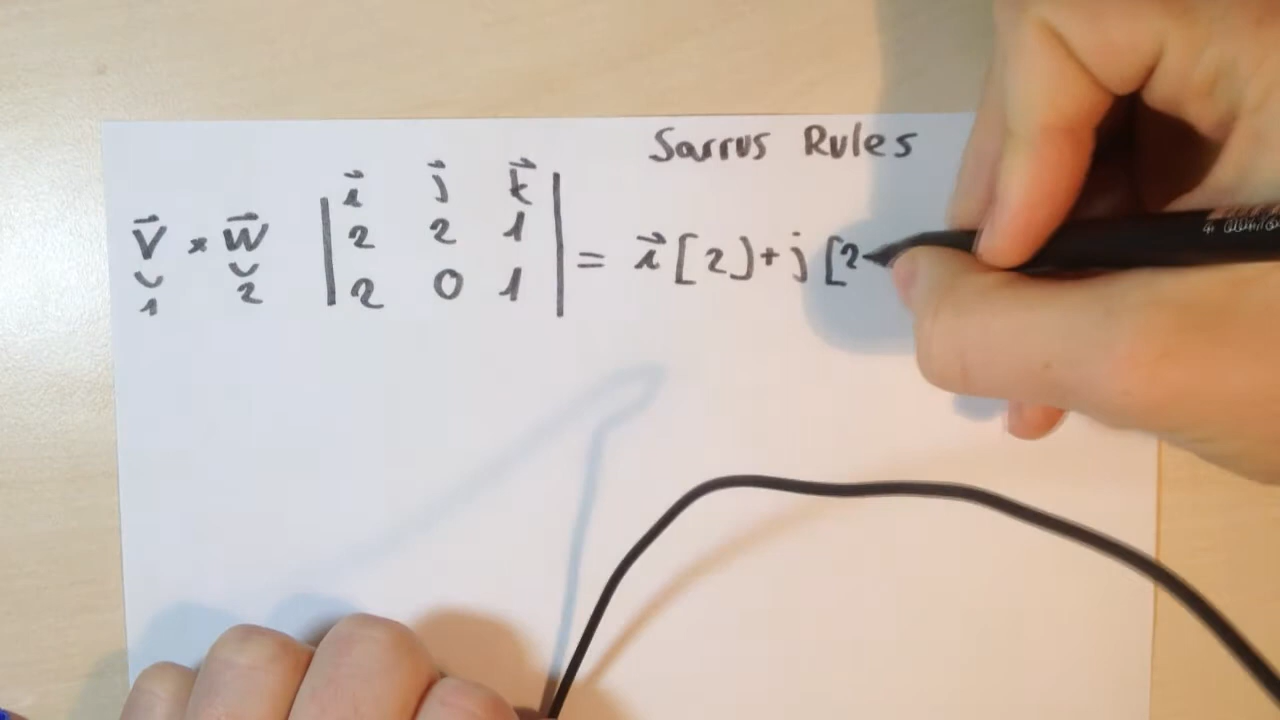 Sarrus Rules
i⃗ j⃗ k⃗
v⃗ × w⃗ | 2 2 1 | = i⃗ [2)+ j [2-
1 2 | 2 0 1 |